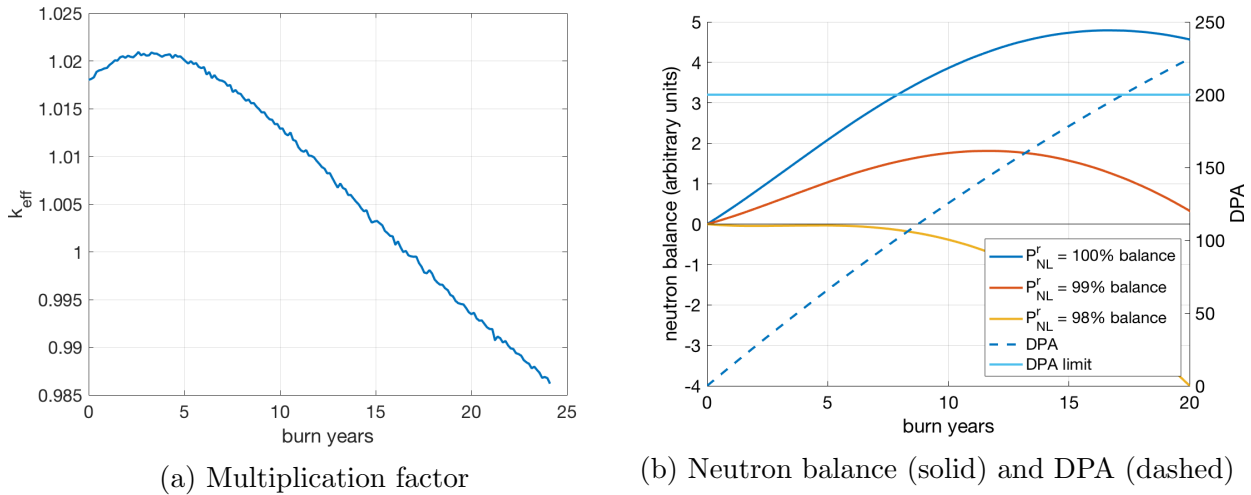 1.025
1.02
1.015
1.01
1.005
1
0.995
0.99
0.985
k_eff
0 5 10 15 20 25
burn years
(a) Multiplication factor
5
4
3
2
1
0
-1
-2
-3
-4
neutron balance (arbitrary units)
250
200
150
100
50
0
DPA
P^r_NL = 100% balance
P^r_NL = 99% balance
P^r_NL = 98% balance
DPA
DPA limit
0 5 10 15 20
burn years
(b) Neutron balance (solid) and DPA (dashed)